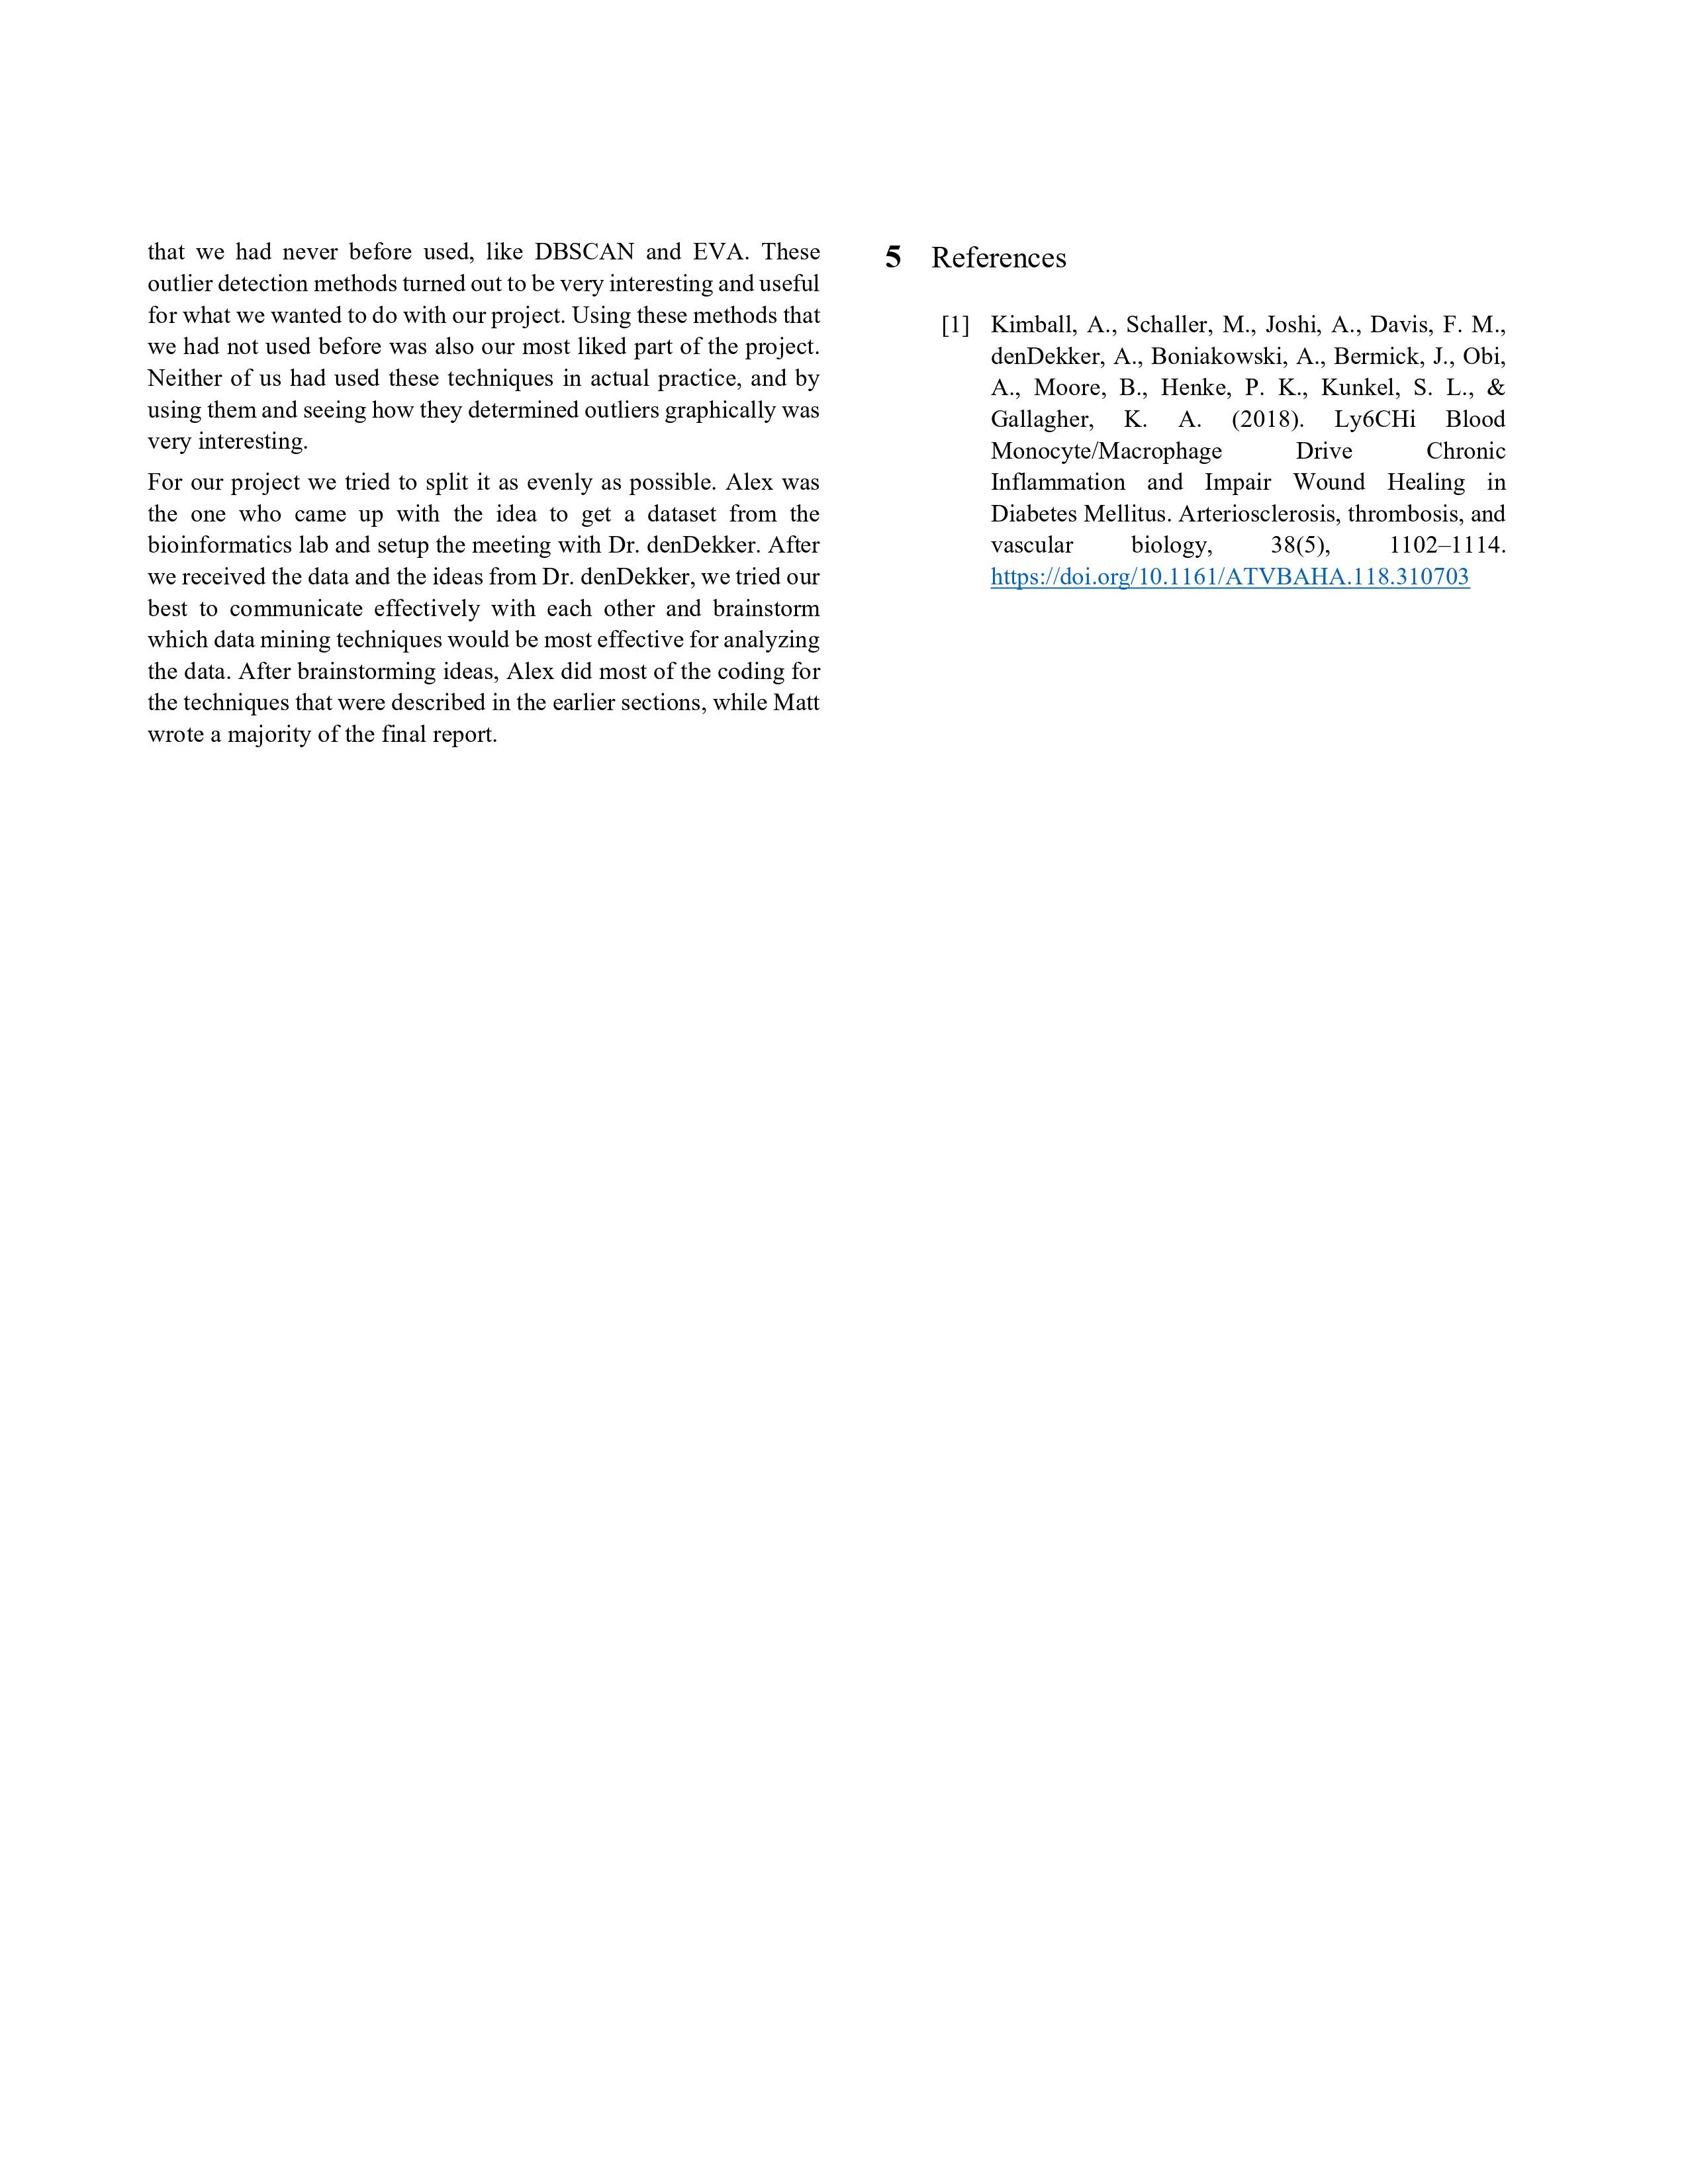 that we had never before used, like DBSCAN and EVA. These
outlier detection methods turned out to be very interesting and useful
for what we wanted to do with our project. Using these methods that
we had not used before was also our most liked part of the project.
Neither of us had used these techniques in actual practice, and by
using them and seeing how they determined outliers graphically was
very interesting.
For our project we tried to split it as evenly as possible. Alex was
the one who came up with the idea to get a dataset from the
bioinformatics lab and setup the meeting with Dr. denDekker. After
we received the data and the ideas from Dr. denDekker, we tried our
best to communicate effectively with each other and brainstorm
which data mining techniques would be most effective for analyzing
the data. After brainstorming ideas, Alex did most of the coding for
the techniques that were described in the earlier sections, while Matt
wrote a majority of the final report.
5 References
[1] Kimball, A., Schaller, M., Joshi, A., Davis, F. M.,
denDekker, A., Boniakowski, A., Bermick, J., Obi,
A., Moore, B., Henke, P. K., Kunkel, S. L., &
Gallagher, K. A. (2018). Ly6CHi Blood
Monocyte/Macrophage Drive Chronic
Inflammation and Impair Wound Healing in
Diabetes Mellitus. Arteriosclerosis, thrombosis, and
vascular biology, 38(5), 1102–1114.
https://doi.org/10.1161/ATVBAHA.118.310703